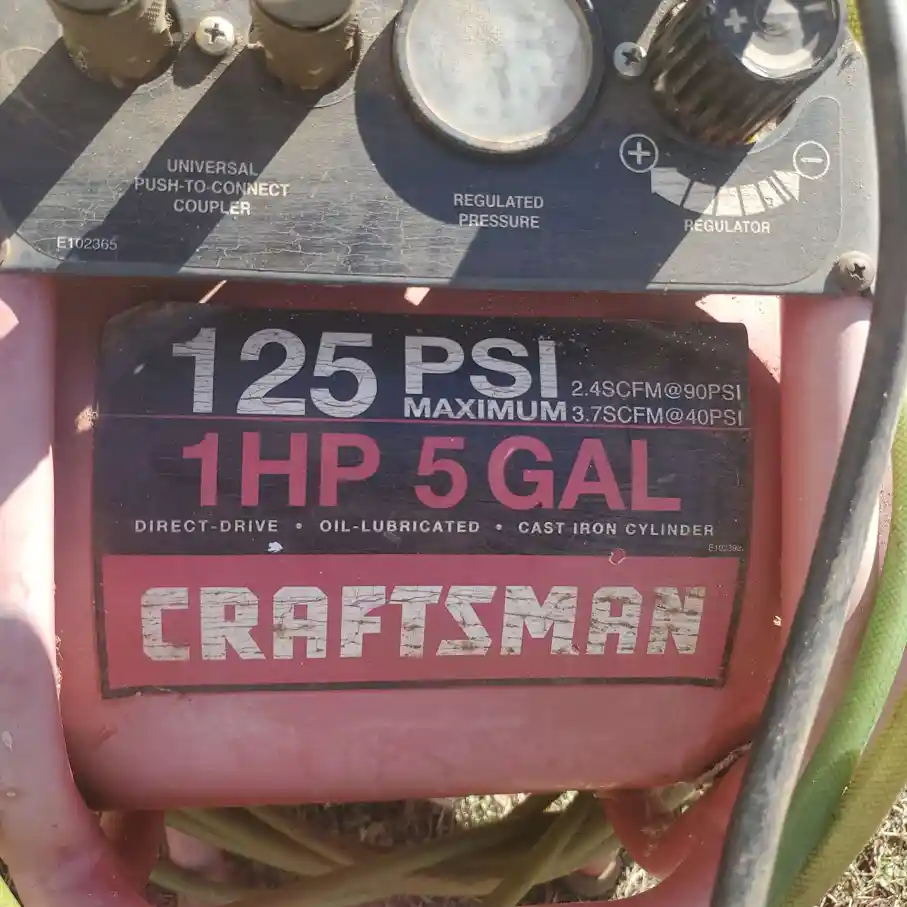 UNIVERSAL
PUSH-TO-CONNECT
COUPLER
E102365
REGULATED
PRESSURE
+ -
+ -
REGULATOR
125 PSI
MAXIMUM
2.4SCFM@90PSI
3.7SCFM@40PSI
1HP 5 GAL
DIRECT-DRIVE • OIL-LUBRICATED • CAST IRON CYLINDER
CRAFTSMAN